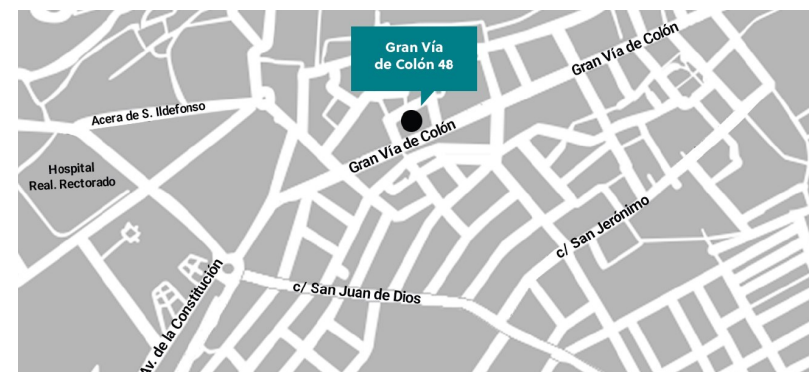 Gran Vía
de Colón 48
Gran Vía de Colón
Acera de S. Ildefonso
Gran Vía de Colón
Hospital
Real. Rectorado
c/ San Jerónimo
Av. de la Constitución
c/ San Juan de Dios